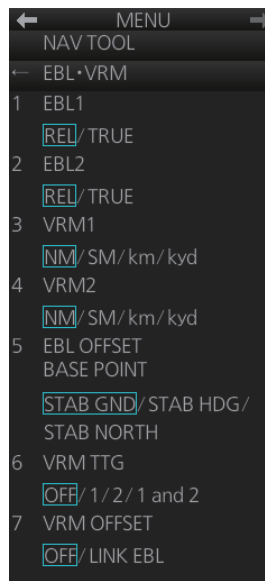 ← MENU →
NAV TOOL
← EBL•VRM
1 EBL1
REL/TRUE
2 EBL2
REL/TRUE
3 VRM1
NM/SM/km/kyd
4 VRM2
NM/SM/km/kyd
5 EBL OFFSET
BASE POINT
STAB GND/STAB HDG/
STAB NORTH
6 VRM TTG
OFF/1/2/1 and 2
7 VRM OFFSET
OFF/LINK EBL